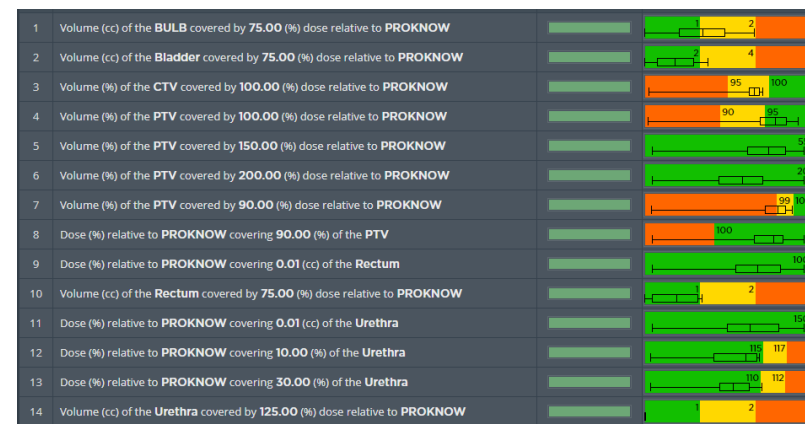 1 Volume (cc) of the BULB covered by 75.00 (%) dose relative to PROKNOW 1 2
2 Volume (cc) of the Bladder covered by 75.00 (%) dose relative to PROKNOW 2 4
3 Volume (%) of the CTV covered by 100.00 (%) dose relative to PROKNOW 95 100
4 Volume (%) of the PTV covered by 100.00 (%) dose relative to PROKNOW 90 95
5 Volume (%) of the PTV covered by 150.00 (%) dose relative to PROKNOW
6 Volume (%) of the PTV covered by 200.00 (%) dose relative to PROKNOW
7 Volume (%) of the PTV covered by 90.00 (%) dose relative to PROKNOW 99
8 Dose (%) relative to PROKNOW covering 90.00 (%) of the PTV 100
9 Dose (%) relative to PROKNOW covering 0.01 (cc) of the Rectum
10 Volume (cc) of the Rectum covered by 75.00 (%) dose relative to PROKNOW 1 2
11 Dose (%) relative to PROKNOW covering 0.01 (cc) of the Urethra
12 Dose (%) relative to PROKNOW covering 10.00 (%) of the Urethra 115 117
13 Dose (%) relative to PROKNOW covering 30.00 (%) of the Urethra 110 112
14 Volume (cc) of the Urethra covered by 125.00 (%) dose relative to PROKNOW 1 2